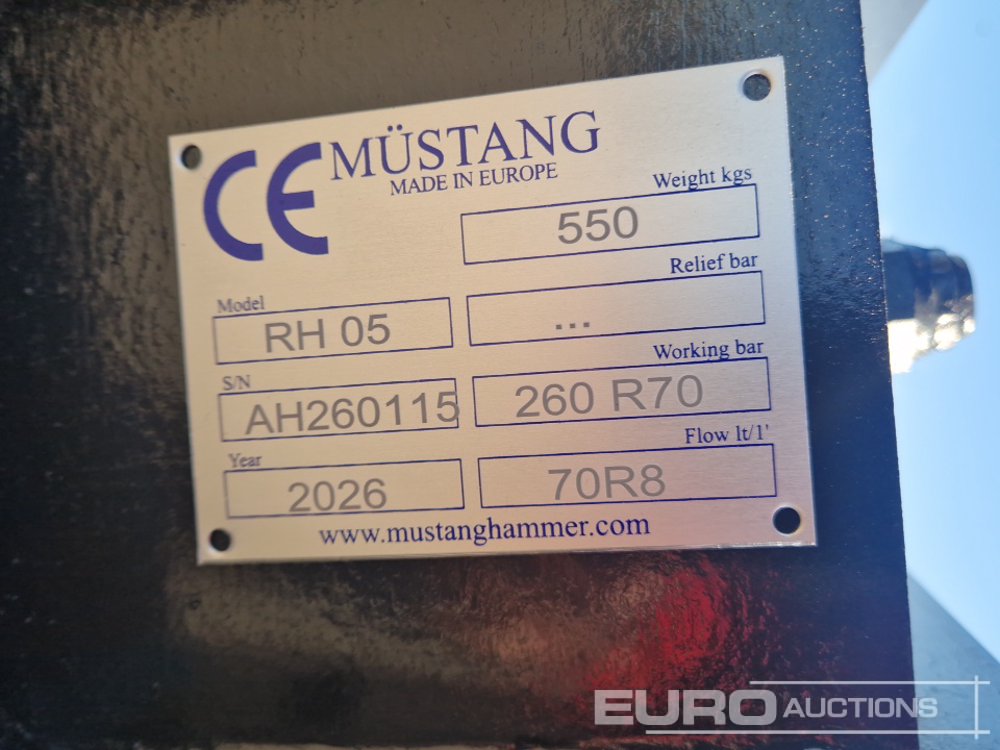 CE MÜSTANG
MADE IN EUROPE
Weight kgs
550
Model
RH 05
Relief bar
...
S/N
AH260115
Working bar
260 R70
Year
2026
Flow lt/1'
70R8
www.mustanghammer.com
EURO AUCTIONS